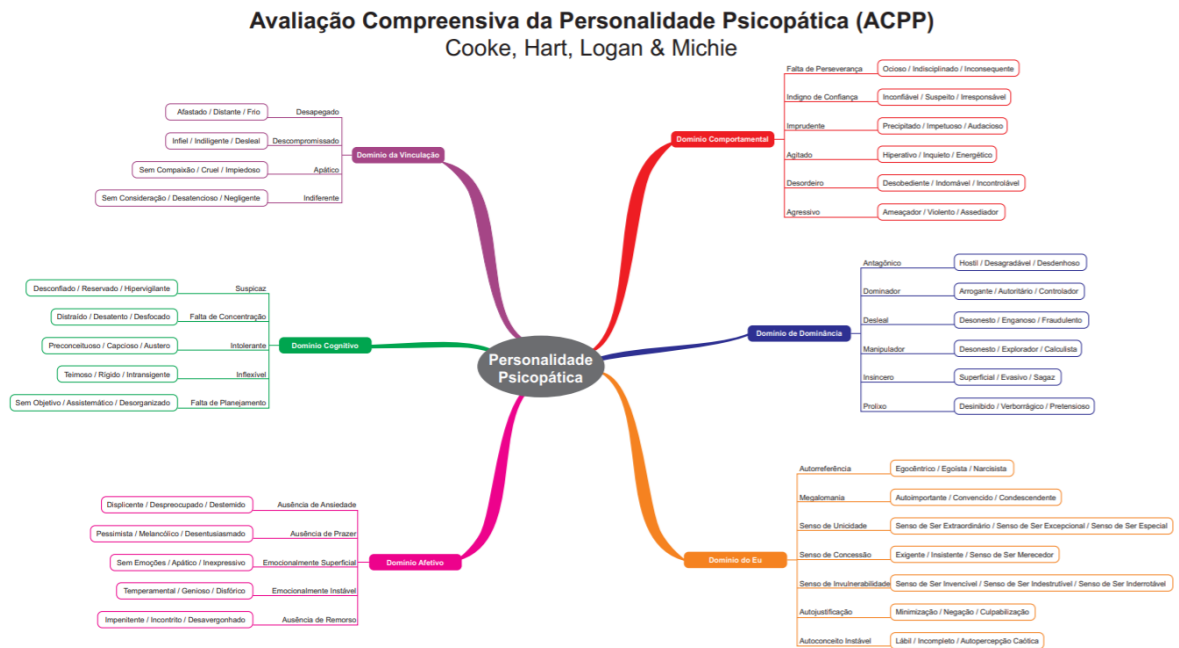 Avaliação Compreensiva da Personalidade Psicopática (ACPP)
Cooke, Hart, Logan & Michie
Personalidade
Psicopática
Domínio da Vinculação
Afastado / Distante / Frio Desapegado
Infiel / Indiligente / Desleal Descompromissado
Sem Compaixão / Cruel / Impiedoso Apático
Sem Consideração / Desatencioso / Negligente Indiferente
Domínio Cognitivo
Desconfiado / Reservado / Hipervigilante Suspicaz
Distraído / Desatento / Desfocado Falta de Concentração
Preconceituoso / Capcioso / Austero Intolerante
Teimoso / Rígido / Intransigente Inflexível
Sem Objetivo / Assistemático / Desorganizado Falta de Planejamento
Domínio Afetivo
Displicente / Despreocupado / Destemido Ausência de Ansiedade
Pessimista / Melancólico / Desentusiasmado Ausência de Prazer
Sem Emoções / Apático / Inexpressivo Emocionalmente Superficial
Temperamental / Genioso / Disfórico Emocionalmente Instável
Impenitente / Incontrito / Desavergonhado Ausência de Remorso
Domínio Comportamental
Falta de Perseverança Ocioso / Indisciplinado / Inconsequente
Indigno de Confiança Inconfiável / Suspeito / Irresponsável
Imprudente Precipitado / Impetuoso / Audacioso
Agitado Hiperativo / Inquieto / Energético
Desordeiro Desobediente / Indomável / Incontrolável
Agressivo Ameaçador / Violento / Assediador
Domínio de Dominância
Antagônico Hostil / Desagradável / Desdenhoso
Dominador Arrogante / Autoritário / Controlador
Desleal Desonesto / Enganoso / Fraudulento
Manipulador Desonesto / Explorador / Calculista
Insincero Superficial / Evasivo / Sagaz
Prolixo Desinibido / Verborrágico / Pretensioso
Domínio do Eu
Autorreferência Egocêntrico / Egoísta / Narcisista
Megalomania Autoimportante / Convencido / Condescendente
Senso de Unicidade Senso de Ser Extraordinário / Senso de Ser Excepcional / Senso de Ser Especial
Senso de Concessão Exigente / Insistente / Senso de Ser Merecedor
Senso de Invulnerabilidade Senso de Ser Invencível / Senso de Ser Indestrutível / Senso de Ser Inderrotável
Autojustificação Minimização / Negação / Culpabilização
Autoconceito Instável Lábil / Incompleto / Autopercepção Caótica